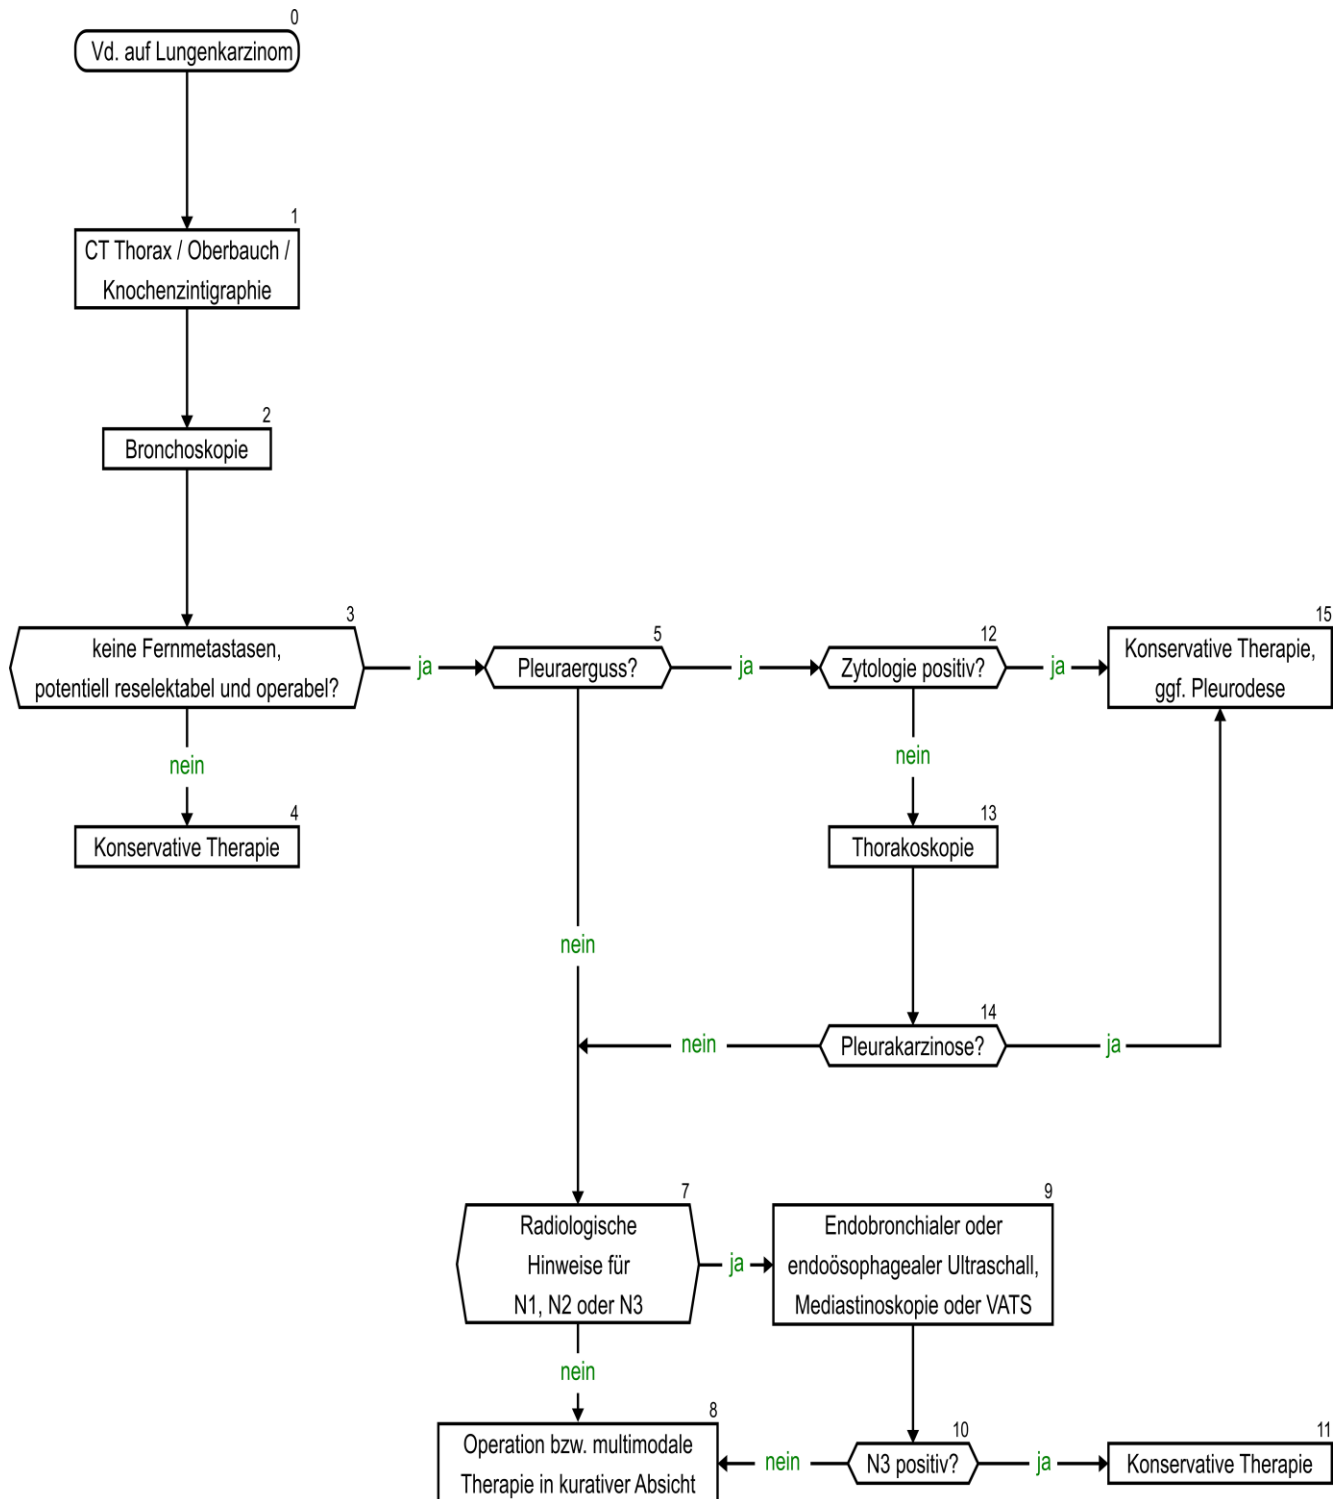 0
Vd. auf Lungenkarzinom
1
CT Thorax / Oberbauch /
Knochenzintigraphie
2
Bronchoskopie
3
keine Fernmetastasen,
potentiell reselektabel und operabel?
ja
5
Pleuraerguss?
ja
12
Zytologie positiv?
ja
15
Konservative Therapie,
ggf. Pleurodese
nein
4
Konservative Therapie
nein
13
Thorakoskopie
nein
14
Pleurakarzinose?
nein
ja
7
Radiologische
Hinweise für
N1, N2 oder N3
ja
9
Endobronchialer oder
endoösophagealer Ultraschall,
Mediastinoskopie oder VATS
nein
8
Operation bzw. multimodale
Therapie in kurativer Absicht
nein
10
N3 positiv?
ja
11
Konservative Therapie